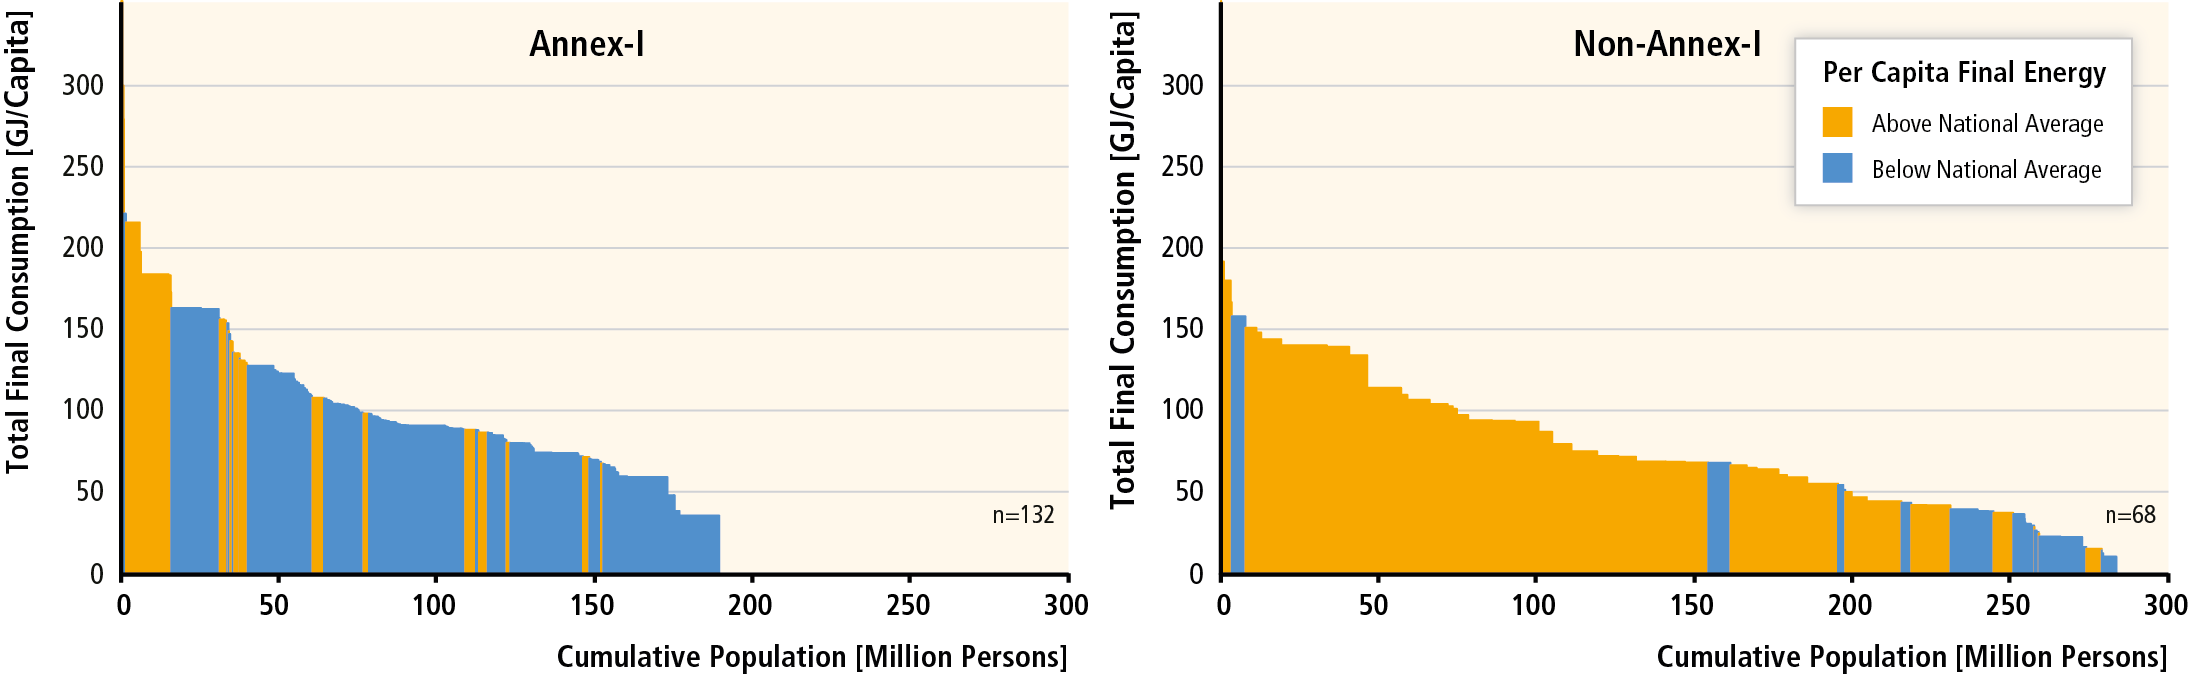 Annex-I
Total Final Consumption [GJ/Capita]
300
250
200
150
100
50
0
n=132
0 50 100 150 200 250 300
Cumulative Population [Million Persons]
Non-Annex-I
Total Final Consumption [GJ/Capita]
300
250
200
150
100
50
0
Per Capita Final Energy
Above National Average
Below National Average
n=68
0 50 100 150 200 250 300
Cumulative Population [Million Persons]